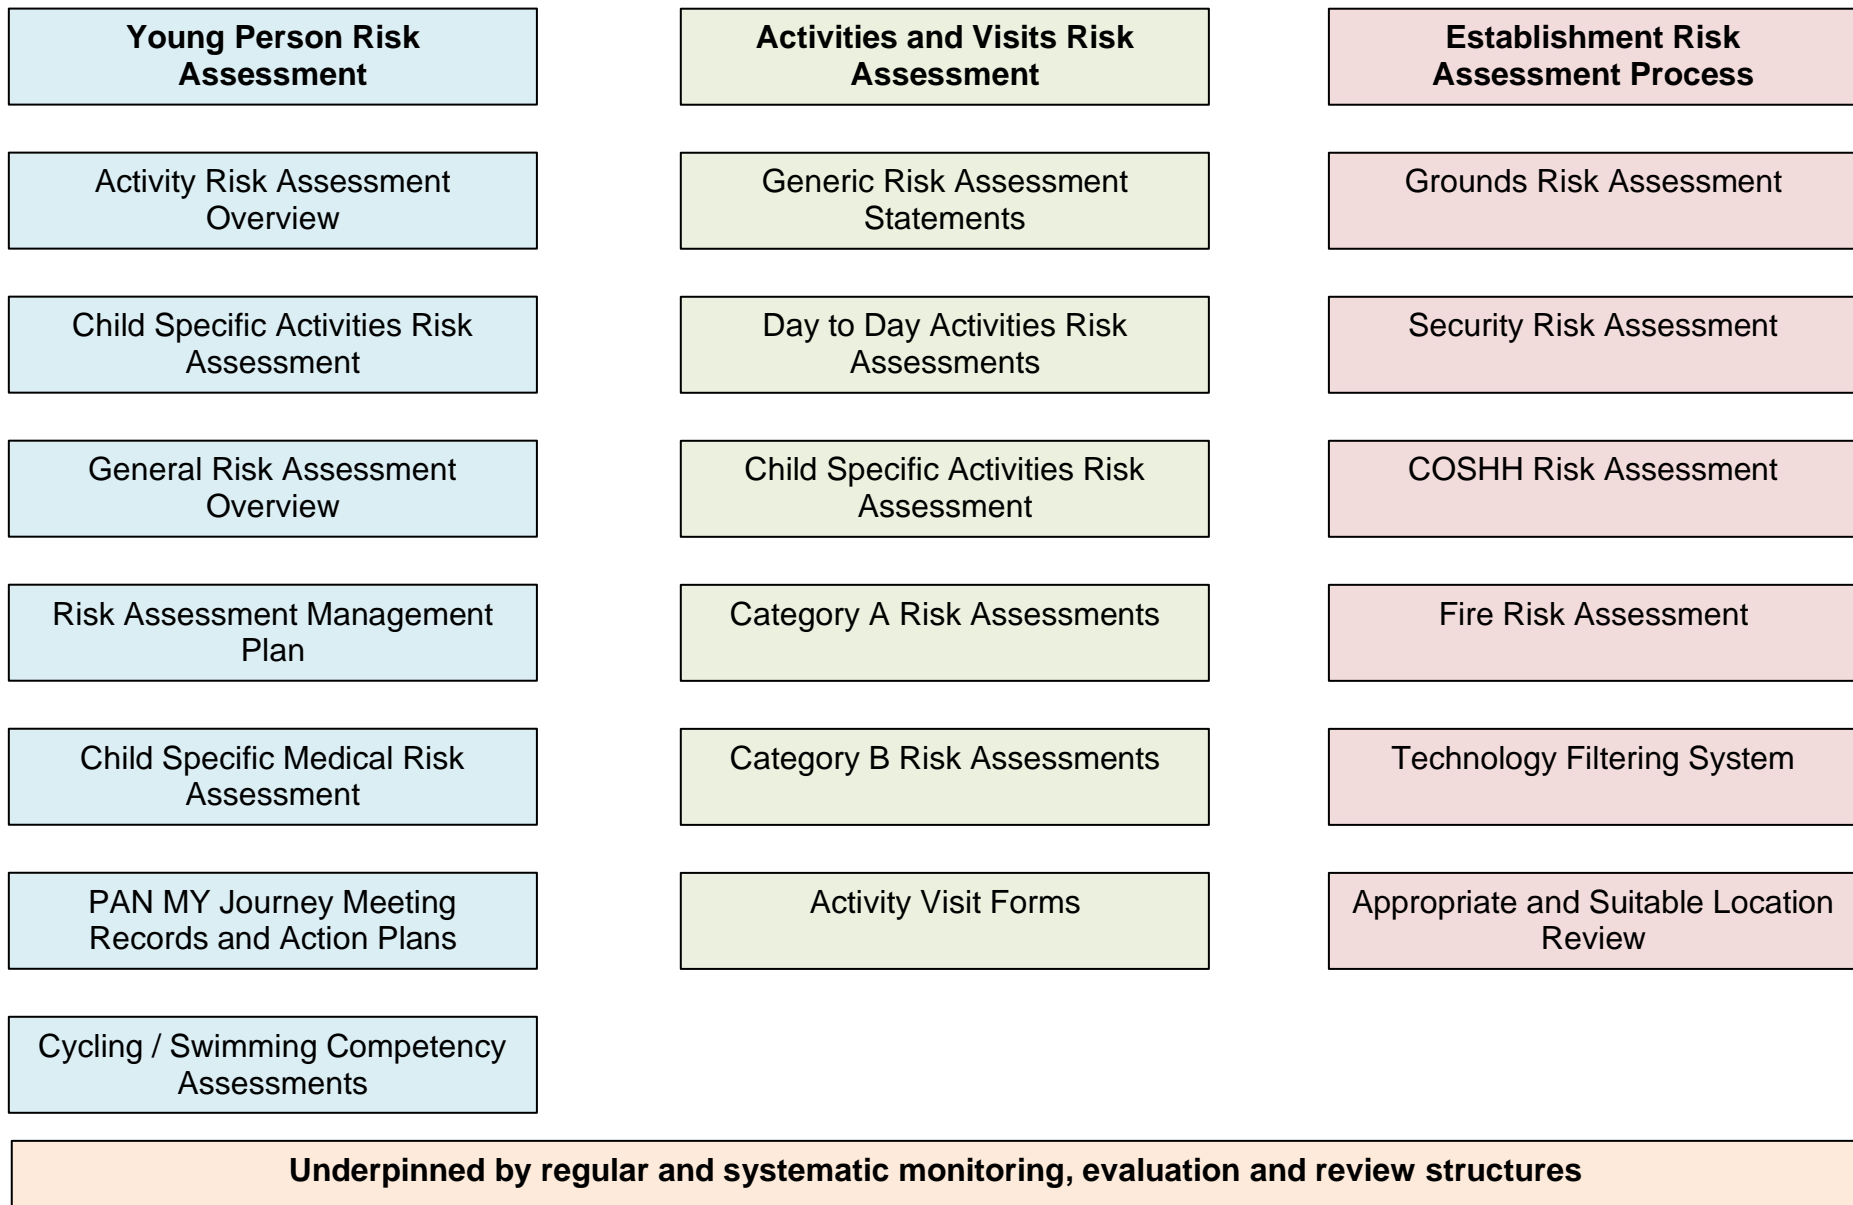 Young Person Risk
Assessment
Activity Risk Assessment
Overview
Child Specific Activities Risk
Assessment
General Risk Assessment
Overview
Risk Assessment Management
Plan
Child Specific Medical Risk
Assessment
PAN MY Journey Meeting
Records and Action Plans
Cycling / Swimming Competency
Assessments
Activities and Visits Risk
Assessment
Generic Risk Assessment
Statements
Day to Day Activities Risk
Assessments
Child Specific Activities Risk
Assessment
Category A Risk Assessments
Category B Risk Assessments
Activity Visit Forms
Establishment Risk
Assessment Process
Grounds Risk Assessment
Security Risk Assessment
COSHH Risk Assessment
Fire Risk Assessment
Technology Filtering System
Appropriate and Suitable Location
Review
Underpinned by regular and systematic monitoring, evaluation and review structures